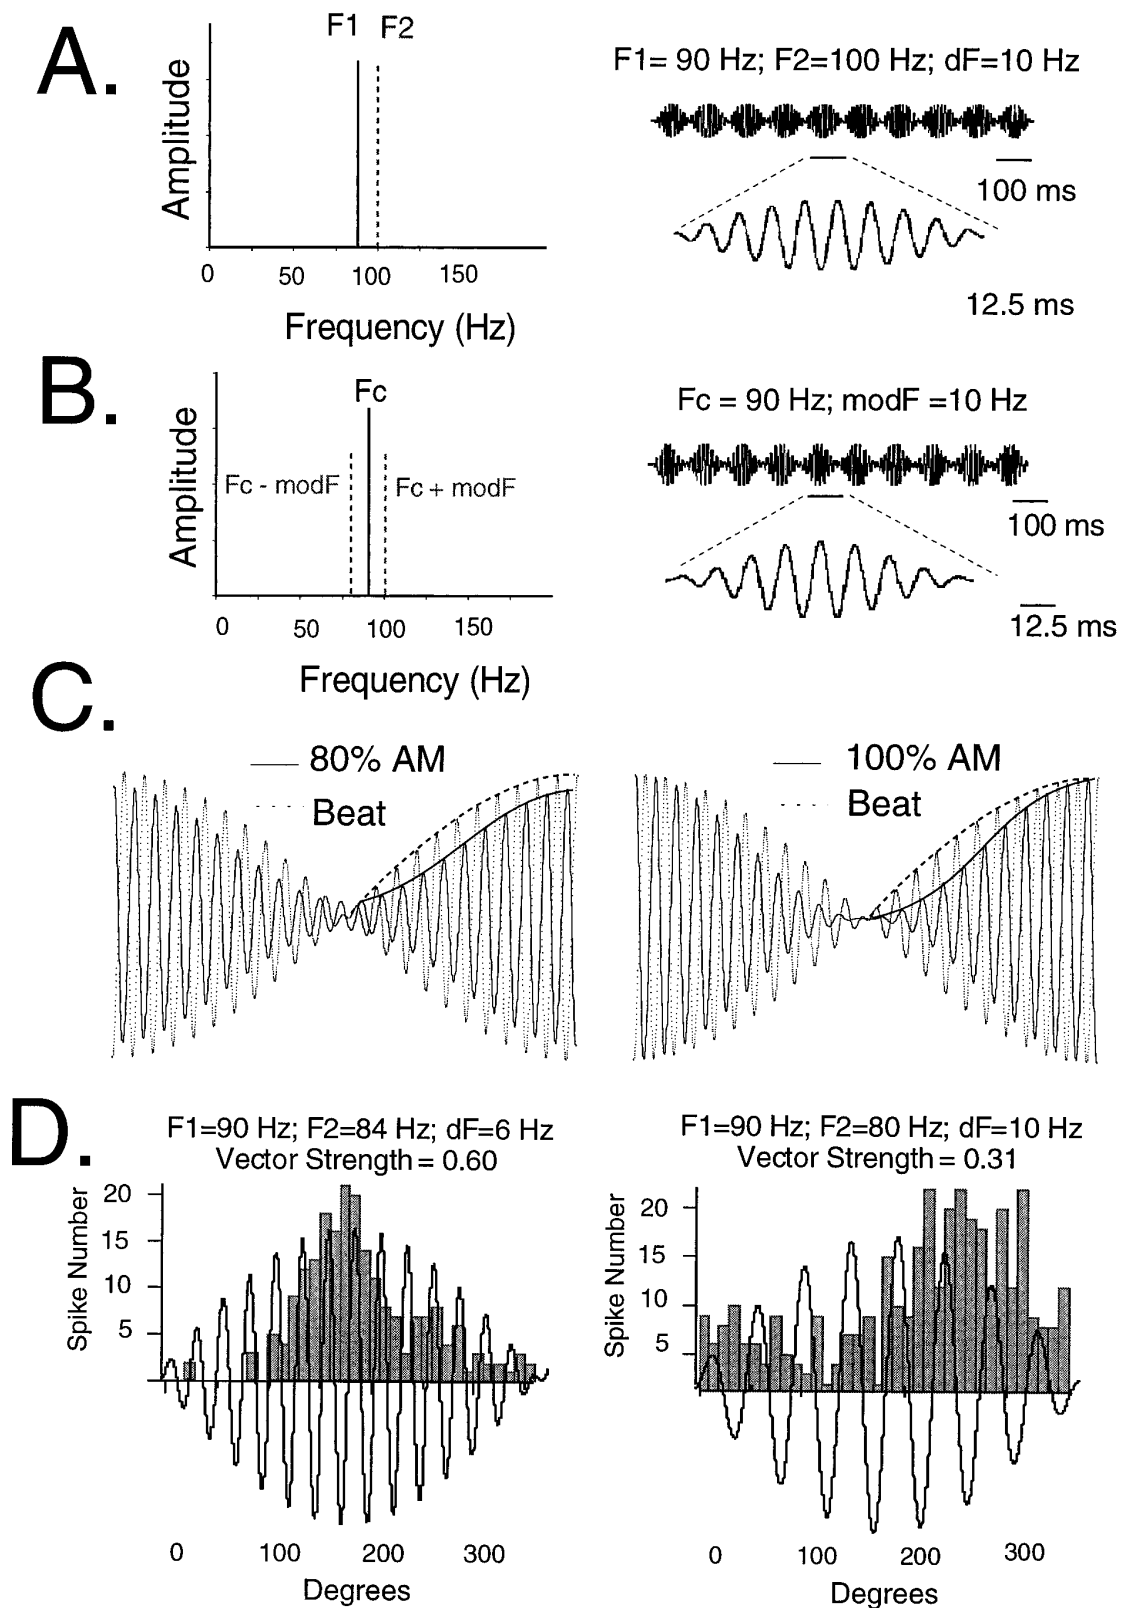 A.
F1 F2
Amplitude
0 50 100 150
Frequency (Hz)
F1= 90 Hz; F2=100 Hz; dF=10 Hz
100 ms
12.5 ms
B.
Fc
Fc - modF
Fc + modF
Amplitude
0 50 100 150
Frequency (Hz)
Fc = 90 Hz; modF =10 Hz
100 ms
12.5 ms
C.
80% AM
Beat
100% AM
Beat
D.
F1=90 Hz; F2=84 Hz; dF=6 Hz
Vector Strength = 0.60
Spike Number
20
15
10
5
0 100 200 300
Degrees
F1=90 Hz; F2=80 Hz; dF=10 Hz
Vector Strength = 0.31
Spike Number
20
15
10
5
0 100 200 300
Degrees